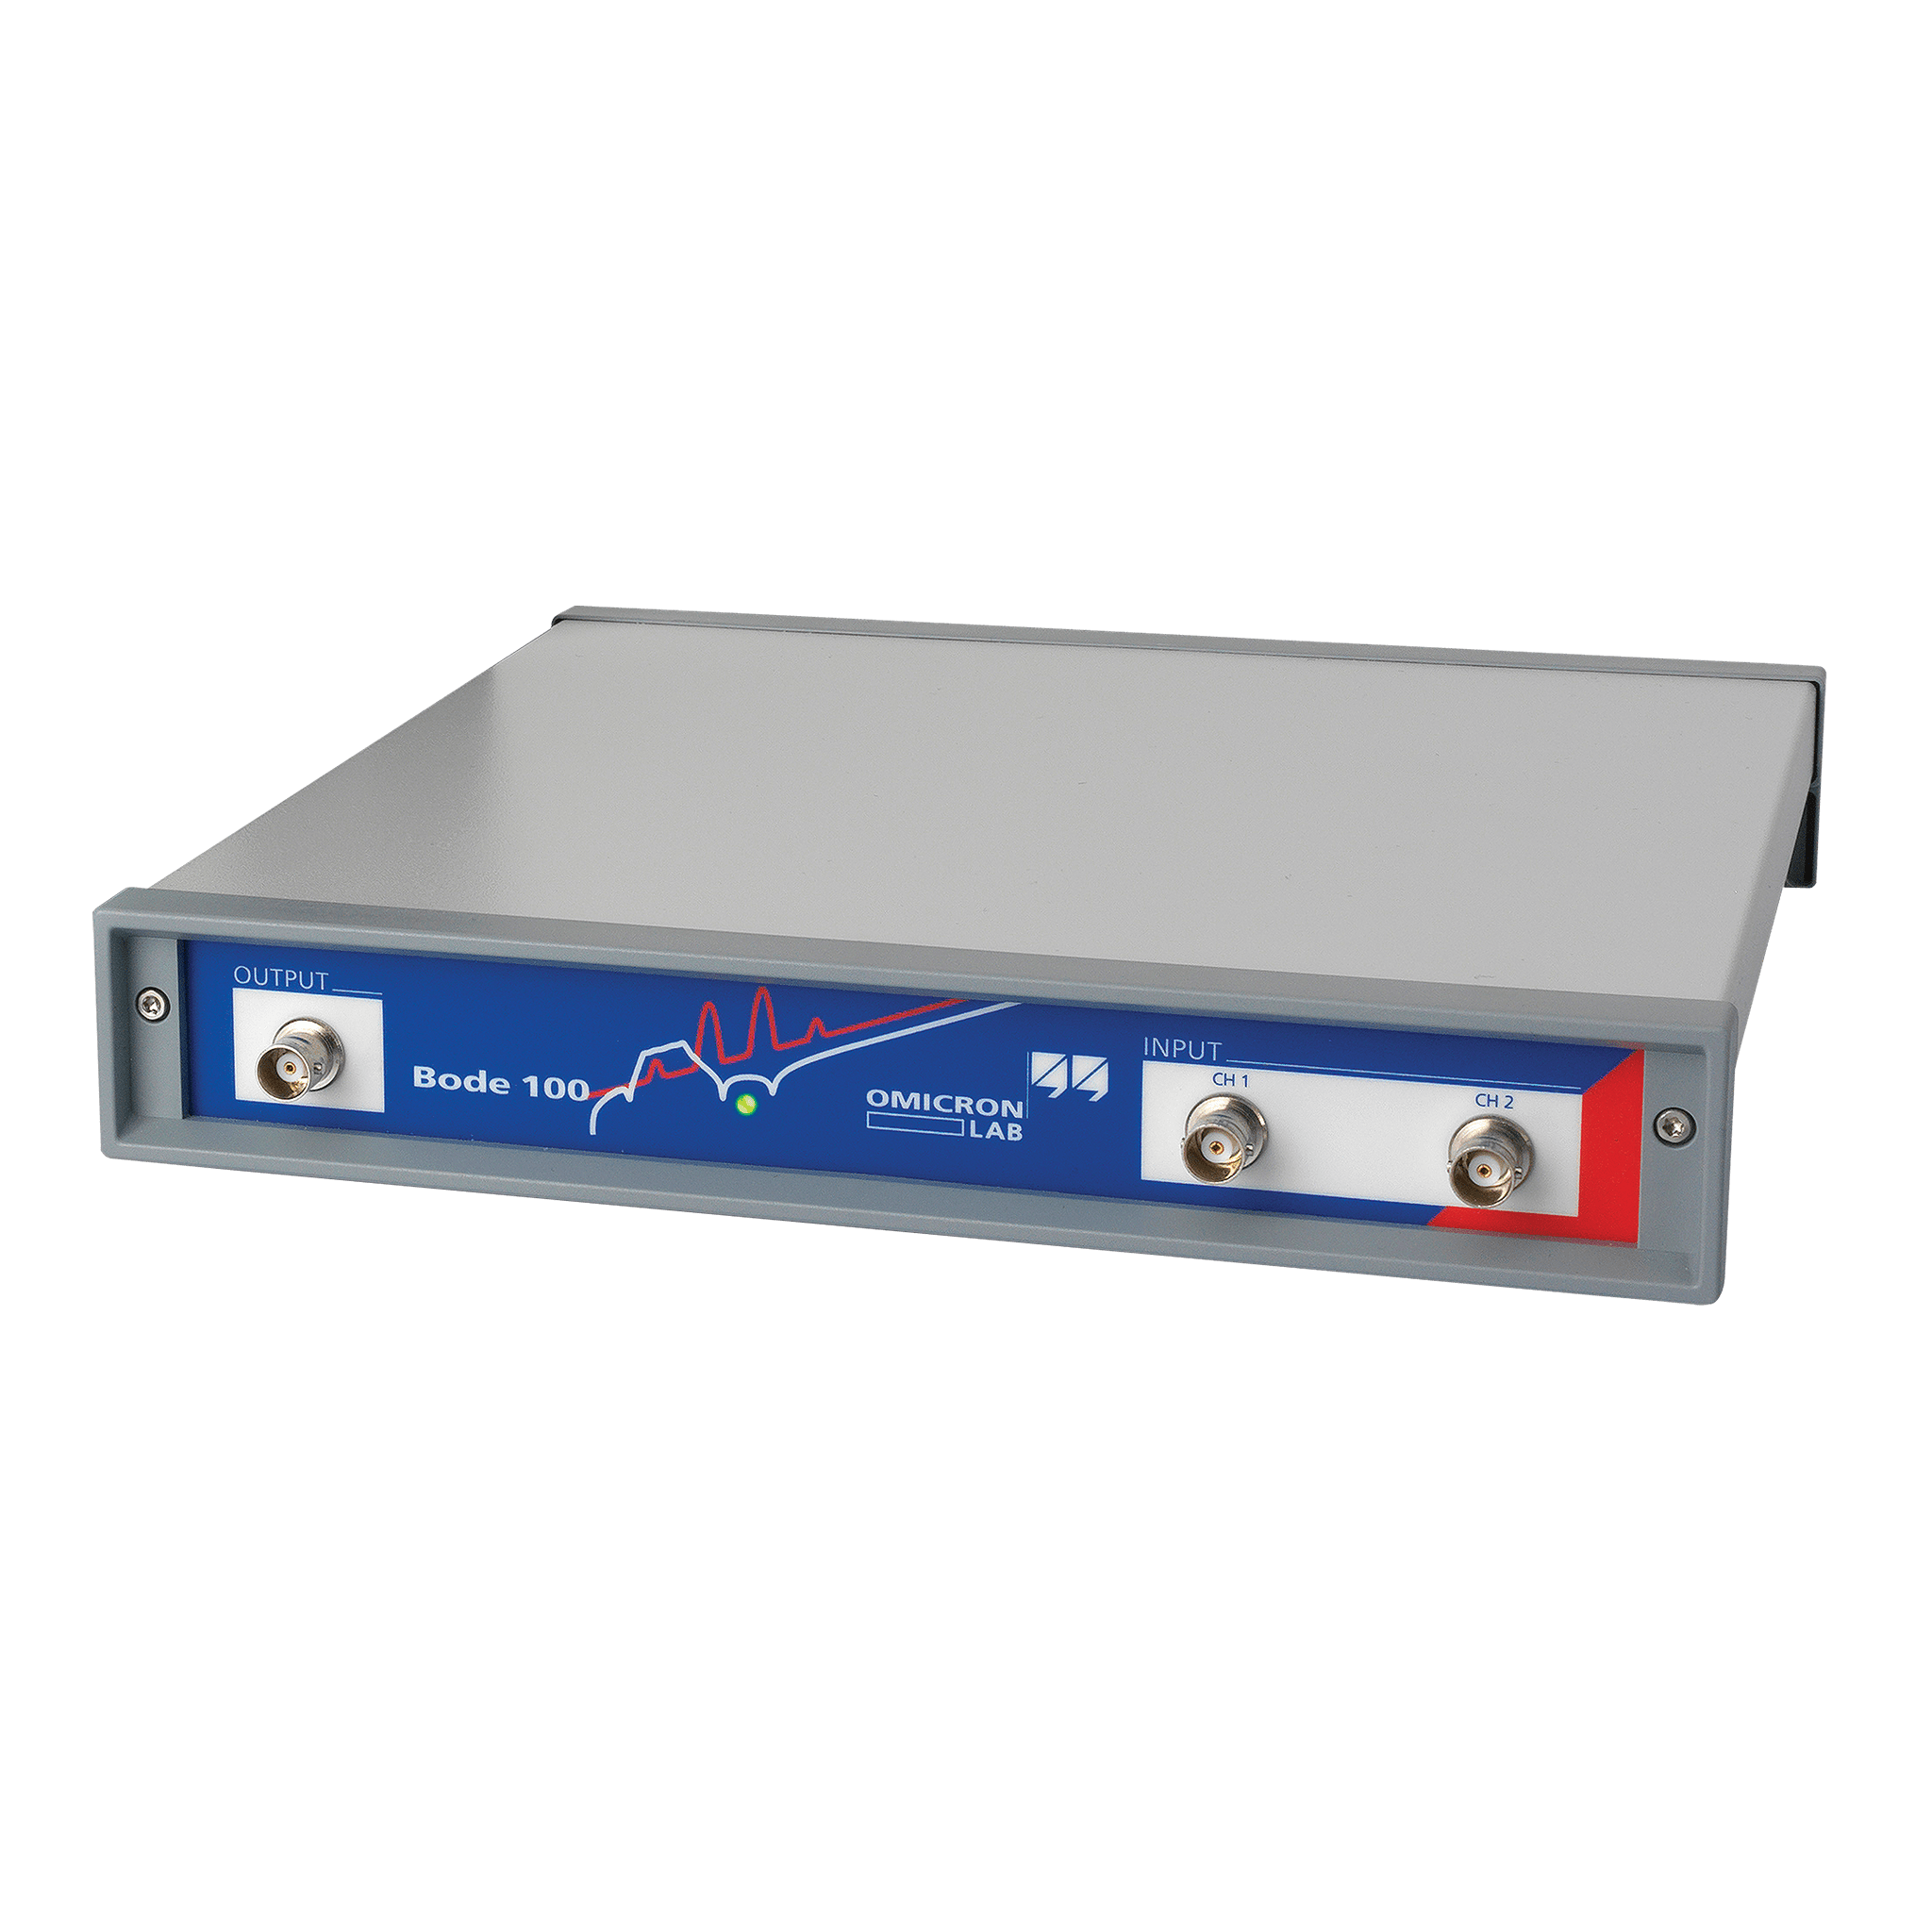 OUTPUT
Bode 100
OMICRON
LAB
INPUT
CH 1
CH 2